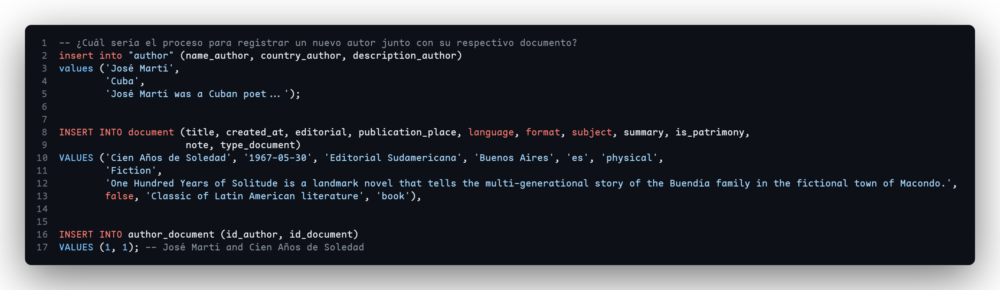 1 -- ¿Cuál sería el proceso para registrar un nuevo autor junto con su respectivo documento?
2 insert into "author" (name_author, country_author, description_author)
3 values ('José Martí',
4 'Cuba',
5 'José Martí was a Cuban poet...');
6
7
8 INSERT INTO document (title, created_at, editorial, publication_place, language, format, subject, summary, is_patrimony,
9 note, type_document)
10 VALUES ('Cien Años de Soledad', '1967-05-30', 'Editorial Sudamericana', 'Buenos Aires', 'es', 'physical',
11 'Fiction',
12 'One Hundred Years of Solitude is a landmark novel that tells the multi-generational story of the Buendía family in the fictional town of Macondo.',
13 false, 'Classic of Latin American literature', 'book'),
14
15
16 INSERT INTO author_document (id_author, id_document)
17 VALUES (1, 1); -- José Martí and Cien Años de Soledad